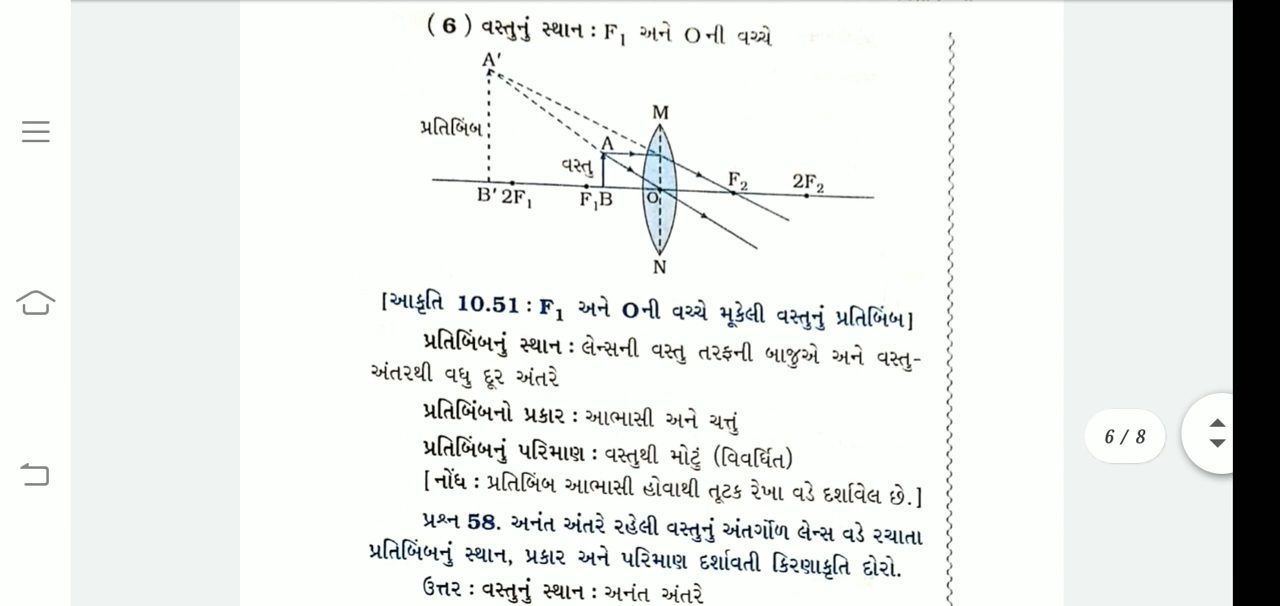 (6) વસ્તુનું સ્થાન : F₁ અને Oની વચ્ચે
A'
M
પ્રતિબિંબ
A
વસ્તુ
F₂
2F₂
B' 2F₁
F₁B
O
N
[આકૃતિ 10.51 : F₁ અને Oની વચ્ચે મૂકેલી વસ્તુનું પ્રતિબિંબ]
પ્રતિબિંબનું સ્થાન : લેન્સની વસ્તુ તરફની બાજુએ અને વસ્તુ-
અંતરથી વધુ દૂર અંતરે
પ્રતિબિંબનો પ્રકાર : આભાસી અને ચત્તું
પ્રતિબિંબનું પરિમાણ : વસ્તુથી મોટું (વિવર્ધિત)
[નોંધ : પ્રતિબિંબ આભાસી હોવાથી તૂટક રેખા વડે દર્શાવેલ છે.]
પ્રશ્ન 58. અનંત અંતરે રહેલી વસ્તુનું અંતર્ગોળ લેન્સ વડે રચાતા
પ્રતિબિંબનું સ્થાન, પ્રકાર અને પરિમાણ દર્શાવતી કિરણાકૃતિ દોરો.
ઉત્તર : વસ્તુનું સ્થાન : અનંત અંતરે
6 / 8